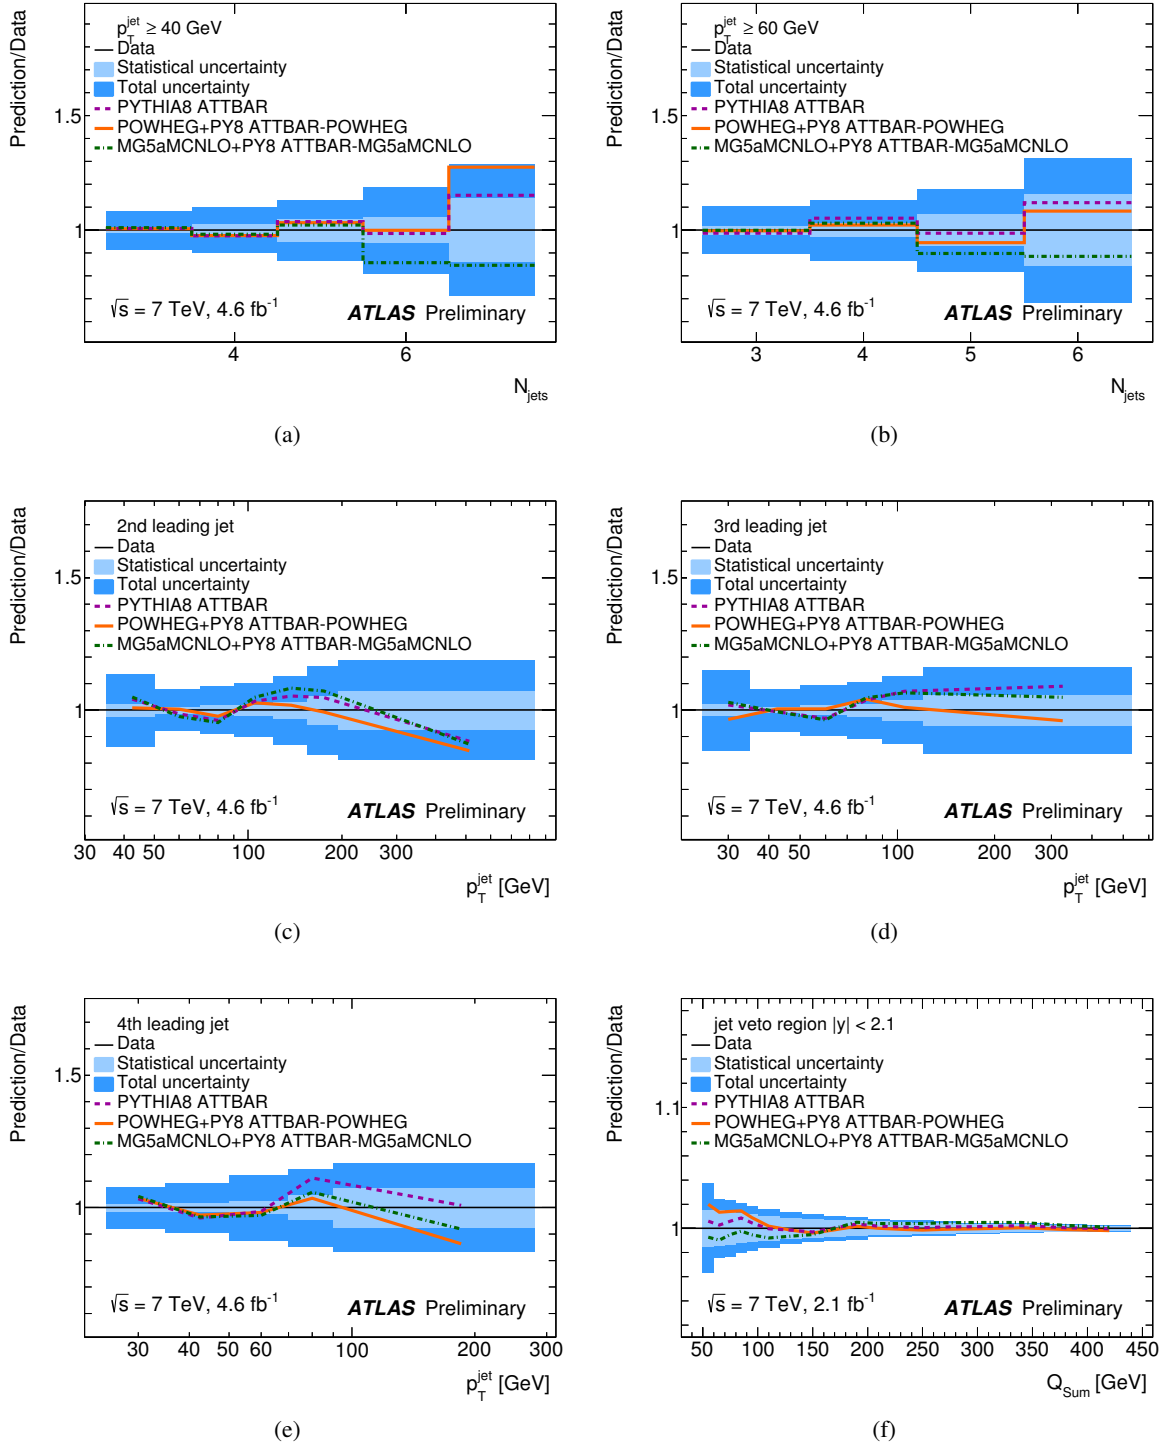 Prediction/Data
p_T^jet ≥ 40 GeV
Data
Statistical uncertainty
Total uncertainty
PYTHIA8 ATTBAR
POWHEG+PY8 ATTBAR-POWHEG
MG5aMCNLO+PY8 ATTBAR-MG5aMCNLO
1.5
1
√s = 7 TeV, 4.6 fb⁻¹
ATLAS Preliminary
4 6
N_jets
(a)
Prediction/Data
p_T^jet ≥ 60 GeV
Data
Statistical uncertainty
Total uncertainty
PYTHIA8 ATTBAR
POWHEG+PY8 ATTBAR-POWHEG
MG5aMCNLO+PY8 ATTBAR-MG5aMCNLO
1.5
1
√s = 7 TeV, 4.6 fb⁻¹
ATLAS Preliminary
3 4 5 6
N_jets
(b)
Prediction/Data
2nd leading jet
Data
Statistical uncertainty
Total uncertainty
PYTHIA8 ATTBAR
POWHEG+PY8 ATTBAR-POWHEG
MG5aMCNLO+PY8 ATTBAR-MG5aMCNLO
1.5
1
√s = 7 TeV, 4.6 fb⁻¹
ATLAS Preliminary
30 40 50 100 200 300
p_T^jet [GeV]
(c)
Prediction/Data
3rd leading jet
Data
Statistical uncertainty
Total uncertainty
PYTHIA8 ATTBAR
POWHEG+PY8 ATTBAR-POWHEG
MG5aMCNLO+PY8 ATTBAR-MG5aMCNLO
1.5
1
√s = 7 TeV, 4.6 fb⁻¹
ATLAS Preliminary
30 40 50 100 200 300
p_T^jet [GeV]
(d)
Prediction/Data
4th leading jet
Data
Statistical uncertainty
Total uncertainty
PYTHIA8 ATTBAR
POWHEG+PY8 ATTBAR-POWHEG
MG5aMCNLO+PY8 ATTBAR-MG5aMCNLO
1.5
1
√s = 7 TeV, 4.6 fb⁻¹
ATLAS Preliminary
30 40 50 60 100 200 300
p_T^jet [GeV]
(e)
Prediction/Data
jet veto region |y| < 2.1
Data
Statistical uncertainty
Total uncertainty
PYTHIA8 ATTBAR
POWHEG+PY8 ATTBAR-POWHEG
MG5aMCNLO+PY8 ATTBAR-MG5aMCNLO
1.1
1
√s = 7 TeV, 2.1 fb⁻¹
ATLAS Preliminary
50 100 150 200 250 300 350 400 450
Q_Sum [GeV]
(f)